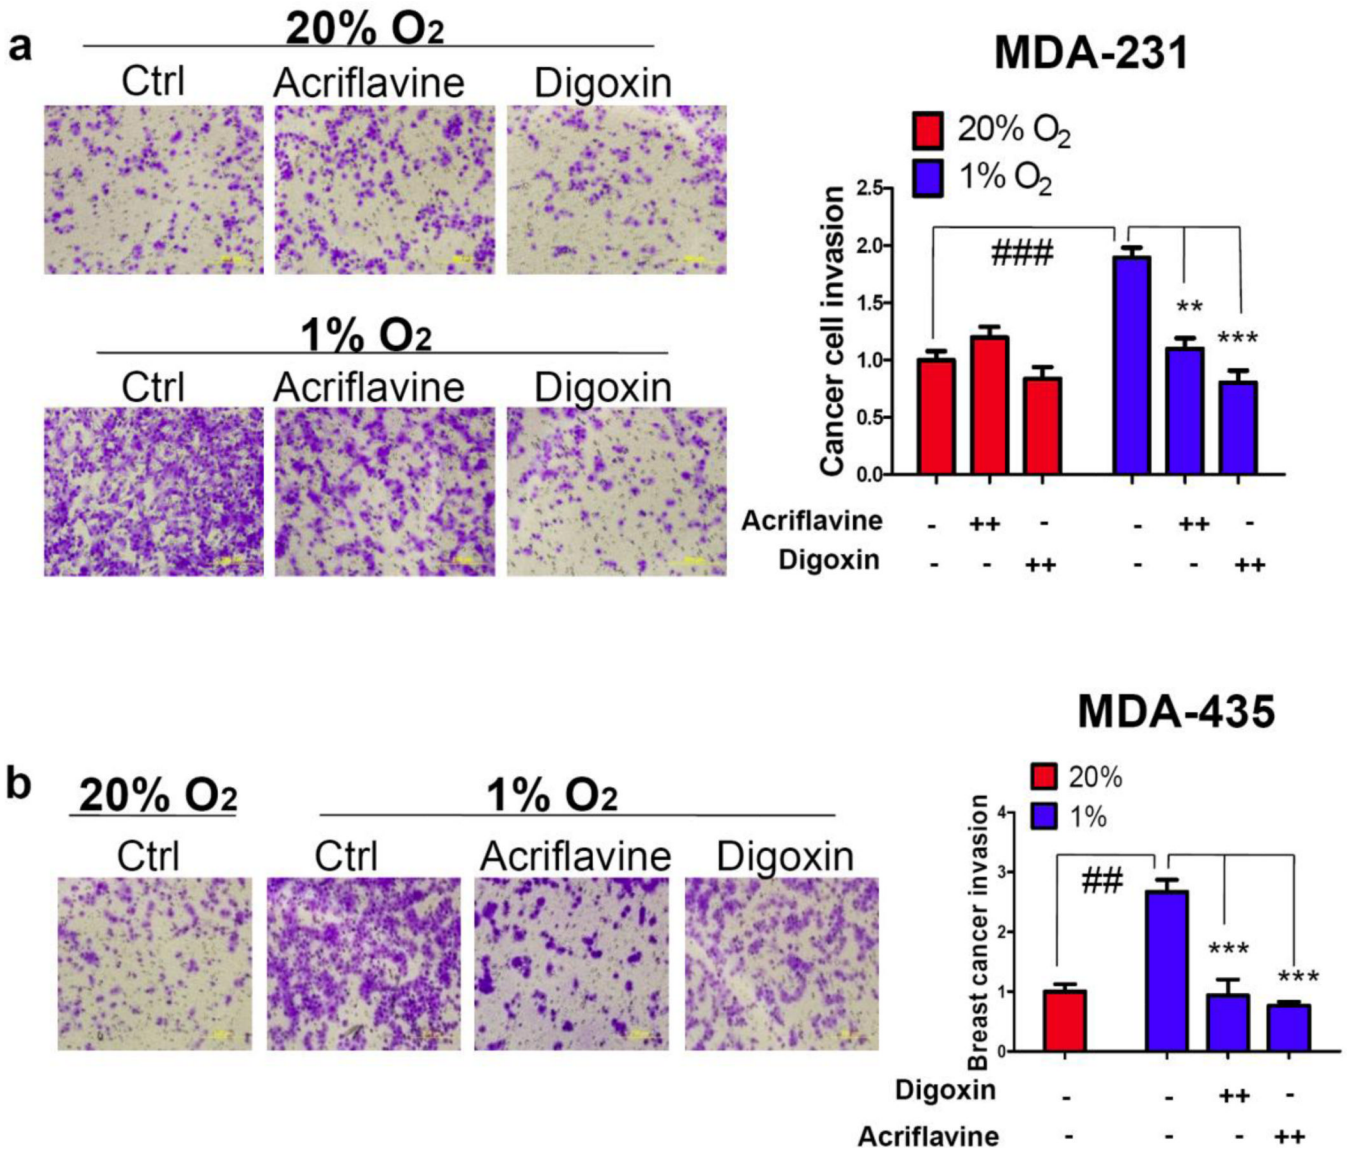 a
20% O2
Ctrl Acriflavine Digoxin
1% O2
Ctrl Acriflavine Digoxin
MDA-231
20% O2
1% O2
Cancer cell invasion
2.5
2.0
1.5
1.0
0.5
0.0
###
**
***
Acriflavine - ++ - - ++ -
Digoxin - - ++ - - ++
b
20% O2 1% O2
Ctrl Ctrl Acriflavine Digoxin
MDA-435
20%
1%
Breast cancer invasion
4
3
2
1
0
##
***
***
Digoxin - - ++ -
Acriflavine - - - ++